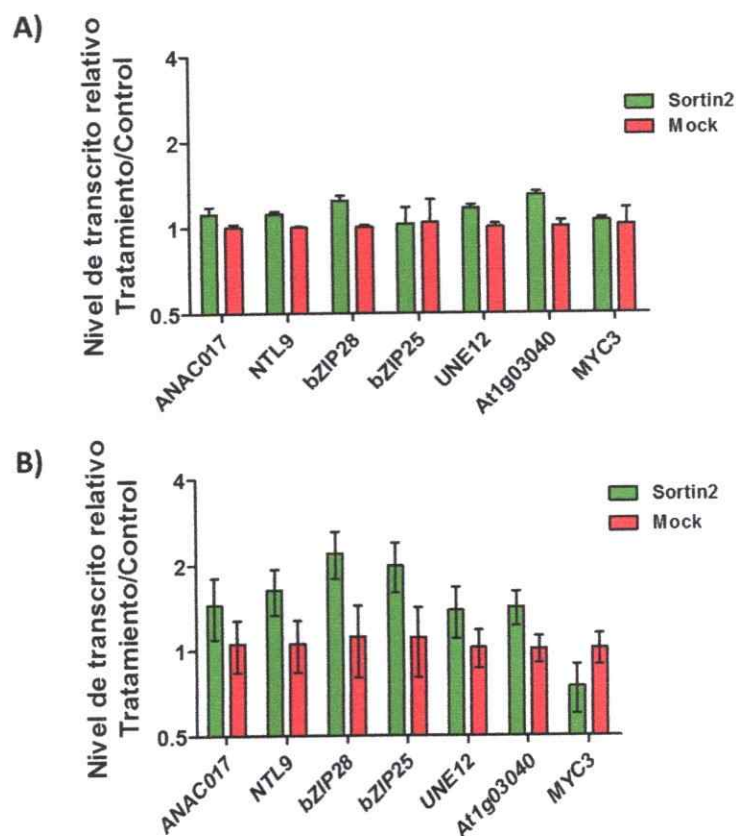 A)
Nivel de transcrito relativo
Tratamiento/Control
4
2
1
0.5
Sortin2
Mock
ANAC017
NTL9
bZIP28
bZIP25
UNE12
At1g03040
MYC3
B)
Nivel de transcrito relativo
Tratamiento/Control
4
2
1
0.5
Sortin2
Mock
ANAC017
NTL9
bZIP28
bZIP25
UNE12
At1g03040
MYC3